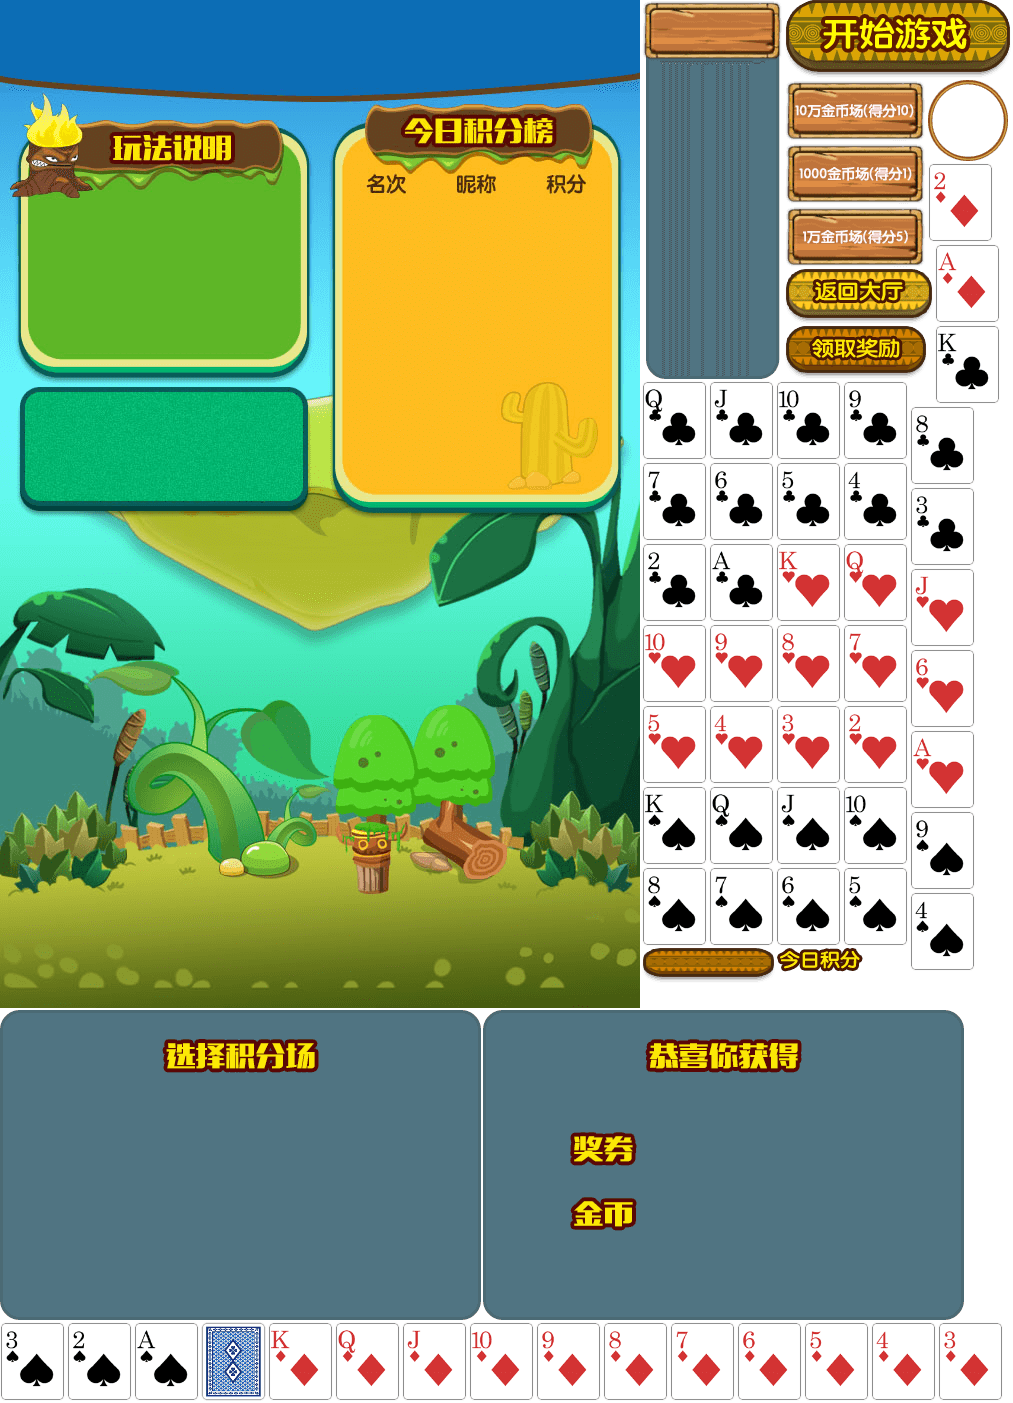 玩法说明
今日积分榜
名次 昵称 积分
开始游戏
10万金币场(得分10)
1000金币场(得分1)
1万金币场(得分5)
返回大厅
领取奖励
2
A
K
Q J 10 9
8
7 6 5 4
3
2 A K Q
J
10 9 8 7
6
5 4 3 2
A
K Q J 10
9
8 7 6 5
4
今日积分
选择积分场
恭喜你获得
奖券
金币
3 2 A K Q J 10 9 8 7 6 5 4 3